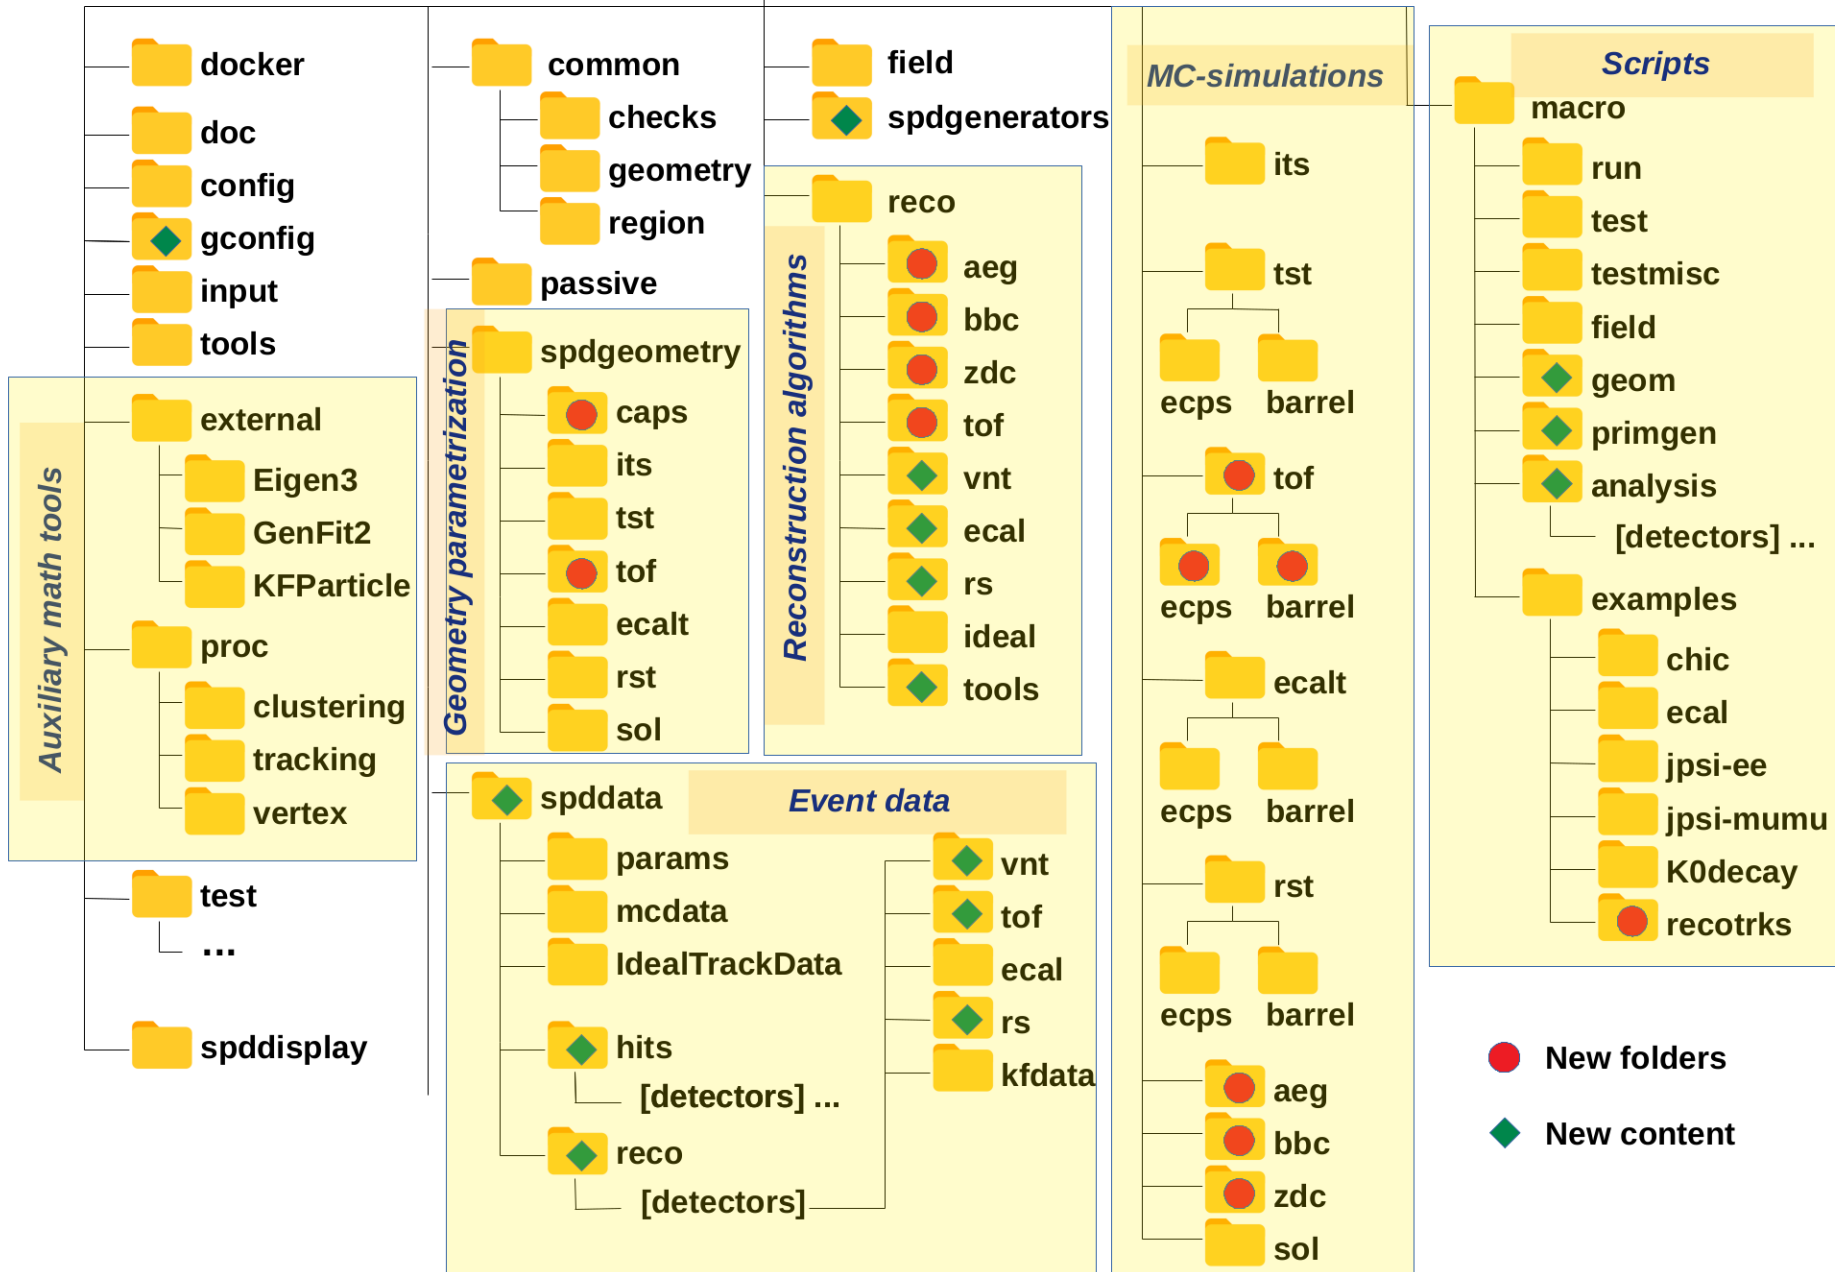 docker
doc
config
gconfig
input
tools
Auxiliary math tools
external
Eigen3
GenFit2
KFParticle
proc
clustering
tracking
vertex
test
...
spddisplay
common
checks
geometry
region
passive
Geometry parametrization
spdgeometry
caps
its
tst
tof
ecalt
rst
sol
field
spdgenerators
Reconstruction algorithms
reco
aeg
bbc
zdc
tof
vnt
ecal
rs
ideal
tools
Event data
spddata
params
mcdata
IdealTrackData
hits
[detectors] ...
reco
[detectors]
vnt
tof
ecal
rs
kfdata
MC-simulations
its
tst
ecps barrel
tof
ecps barrel
ecalt
ecps barrel
rst
ecps barrel
aeg
bbc
zdc
sol
Scripts
macro
run
test
testmisc
field
geom
primgen
analysis
[detectors] ...
examples
chic
ecal
jpsi-ee
jpsi-mumu
K0decay
recotrks
New folders
New content